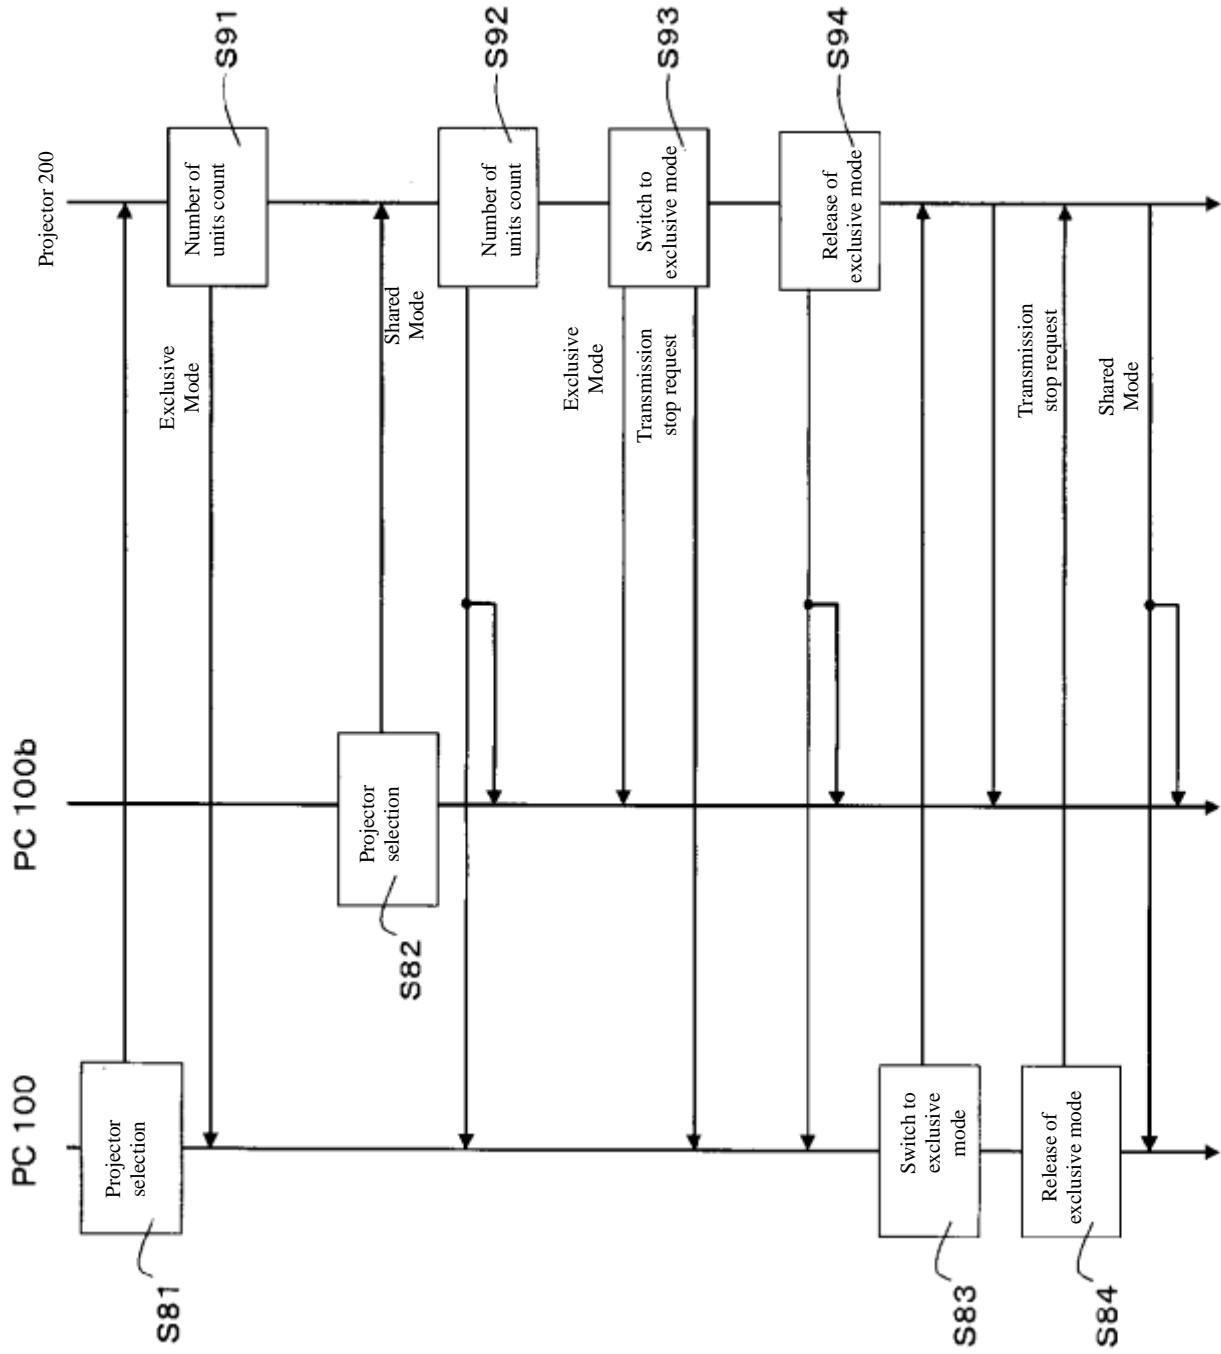 PC 100
PC 100b
Projector 200
Projector
selection
S81
Number of
units count
S91
Exclusive
Mode
Projector
selection
S82
Shared
Mode
Number of
units count
S92
Exclusive
Mode
Transmission
stop request
Switch to
exclusive mode
S93
Release of
exclusive mode
S94
Switch to
exclusive
mode
S83
Transmission
stop request
Release of
exclusive mode
S84
Shared
Mode